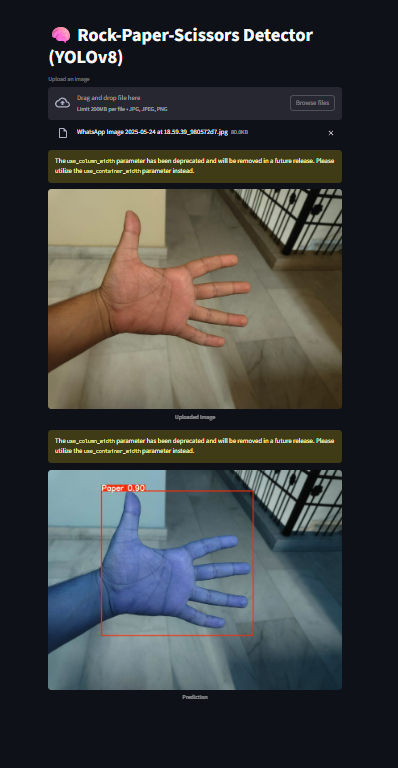 🧠 Rock-Paper-Scissors Detector
(YOLOv8)
Upload an image
Drag and drop file here
Limit 200MB per file • JPG, JPEG, PNG
Browse files
WhatsApp Image 2025-05-24 at 18.59.39_980572d7.jpg 80.0KB
The use_column_width parameter has been deprecated and will be removed in a future release. Please
utilize the use_container_width parameter instead.
Uploaded Image
The use_column_width parameter has been deprecated and will be removed in a future release. Please
utilize the use_container_width parameter instead.
Paper 0.90
Prediction